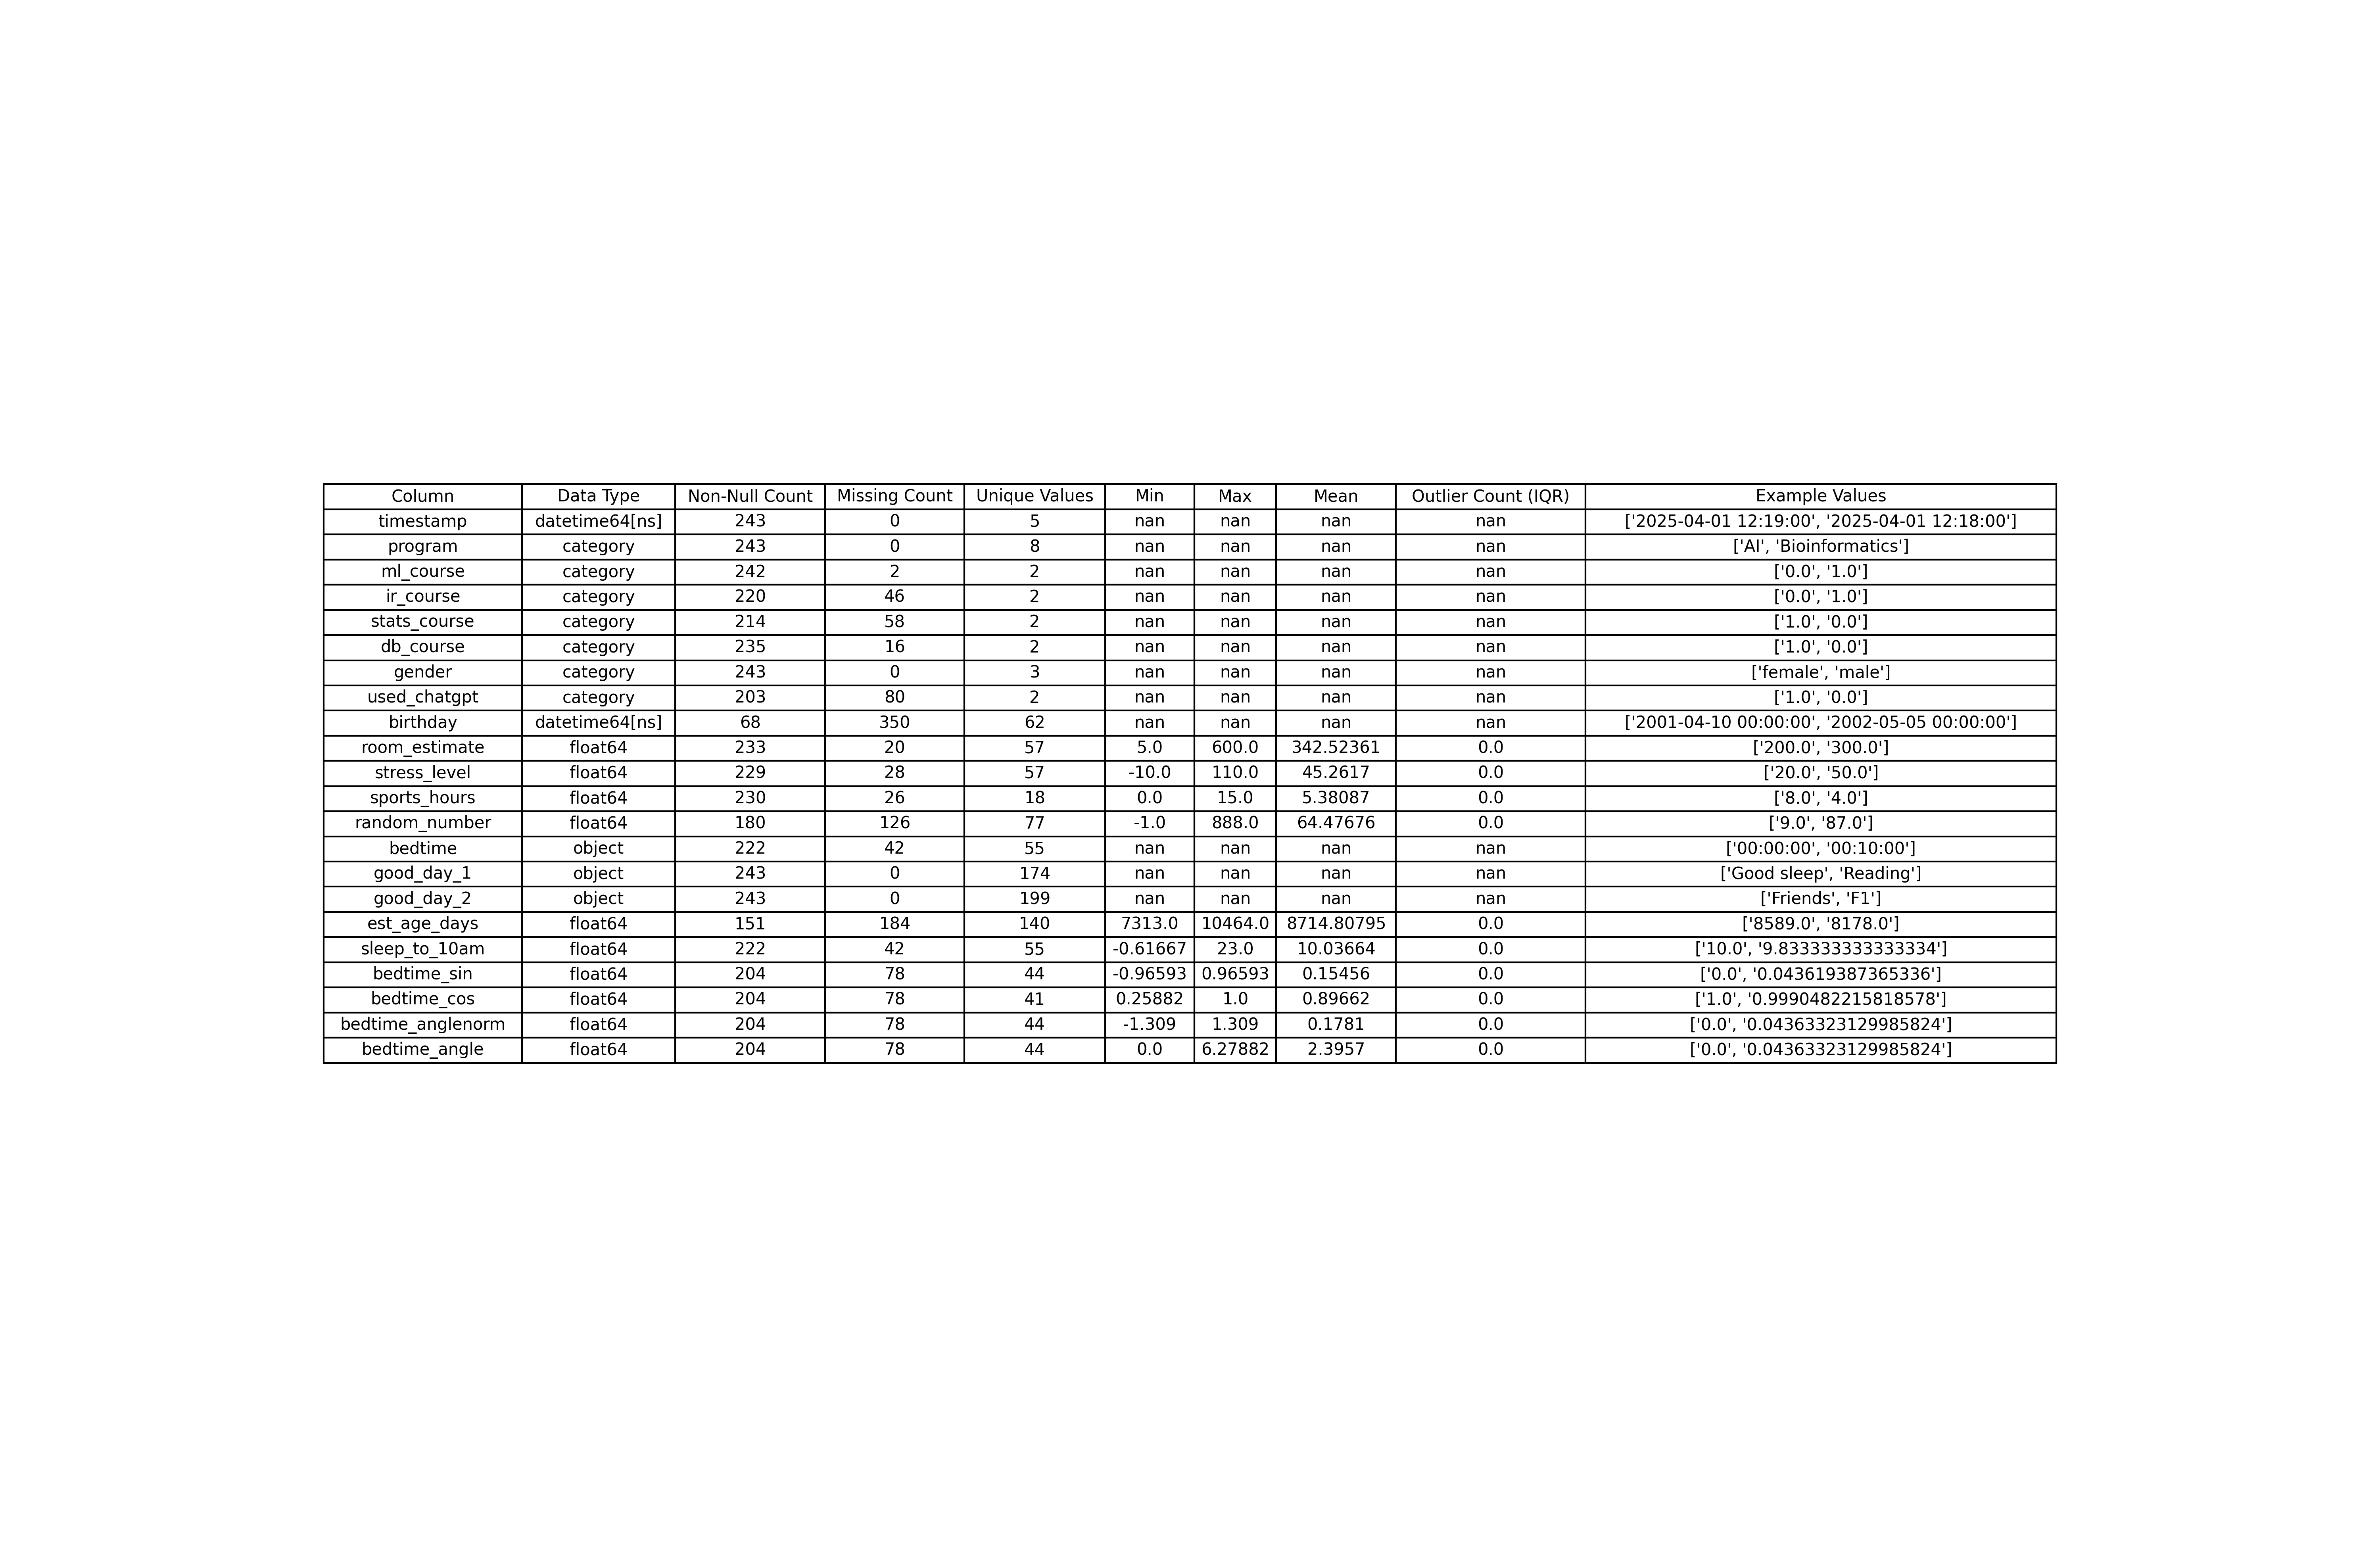 Column Data Type Non-Null Count Missing Count Unique Values Min Max Mean Outlier Count (IQR) Example Values
timestamp datetime64[ns] 243 0 5 nan nan nan nan ['2025-04-01 12:19:00', '2025-04-01 12:18:00']
program category 243 0 8 nan nan nan nan ['AI', 'Bioinformatics']
ml_course category 242 2 2 nan nan nan nan ['0.0', '1.0']
ir_course category 220 46 2 nan nan nan nan ['0.0', '1.0']
stats_course category 214 58 2 nan nan nan nan ['1.0', '0.0']
db_course category 235 16 2 nan nan nan nan ['1.0', '0.0']
gender category 243 0 3 nan nan nan nan ['female', 'male']
used_chatgpt category 203 80 2 nan nan nan nan ['1.0', '0.0']
birthday datetime64[ns] 68 350 62 nan nan nan nan ['2001-04-10 00:00:00', '2002-05-05 00:00:00']
room_estimate float64 233 20 57 5.0 600.0 342.52361 0.0 ['200.0', '300.0']
stress_level float64 229 28 57 -10.0 110.0 45.2617 0.0 ['20.0', '50.0']
sports_hours float64 230 26 18 0.0 15.0 5.38087 0.0 ['8.0', '4.0']
random_number float64 180 126 77 -1.0 888.0 64.47676 0.0 ['9.0', '87.0']
bedtime object 222 42 55 nan nan nan nan ['00:00:00', '00:10:00']
good_day_1 object 243 0 174 nan nan nan nan ['Good sleep', 'Reading']
good_day_2 object 243 0 199 nan nan nan nan ['Friends', 'F1']
est_age_days float64 151 184 140 7313.0 10464.0 8714.80795 0.0 ['8589.0', '8178.0']
sleep_to_10am float64 222 42 55 -0.61667 23.0 10.03664 0.0 ['10.0', '9.833333333333334']
bedtime_sin float64 204 78 44 -0.96593 0.96593 0.15456 0.0 ['0.0', '0.043619387365336']
bedtime_cos float64 204 78 41 0.25882 1.0 0.89662 0.0 ['1.0', '0.9990482215818578']
bedtime_anglenorm float64 204 78 44 -1.309 1.309 0.1781 0.0 ['0.0', '0.04363323129985824']
bedtime_angle float64 204 78 44 0.0 6.27882 2.3957 0.0 ['0.0', '0.04363323129985824']